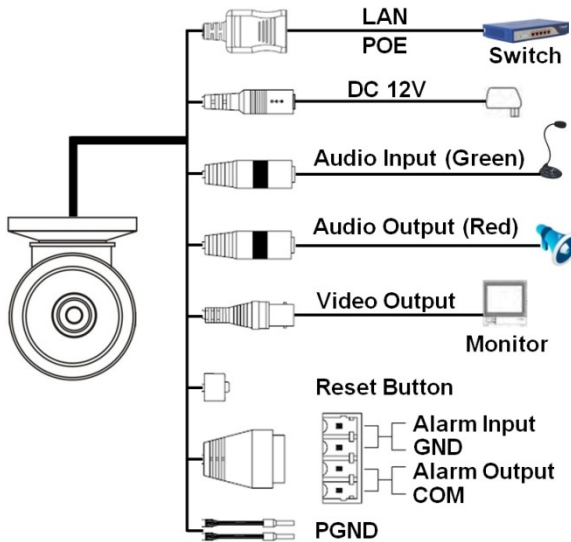 LAN
POE
Switch
DC 12V
Audio Input (Green)
Audio Output (Red)
Video Output
Monitor
Reset Button
Alarm Input
GND
Alarm Output
COM
PGND